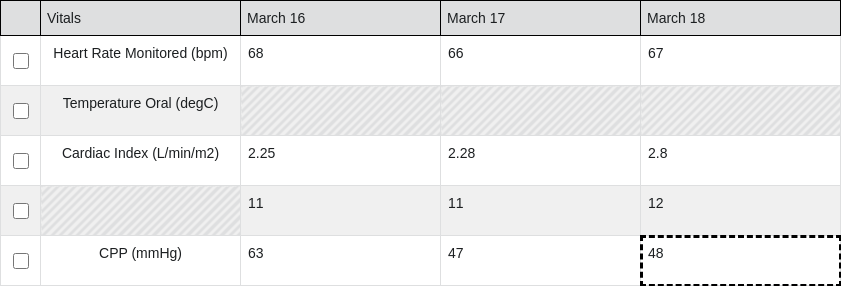 Vitals March 16 March 17 March 18
Heart Rate Monitored (bpm) 68 66 67
Temperature Oral (degC)
Cardiac Index (L/min/m2) 2.25 2.28 2.8
11 11 12
CPP (mmHg) 63 47 48